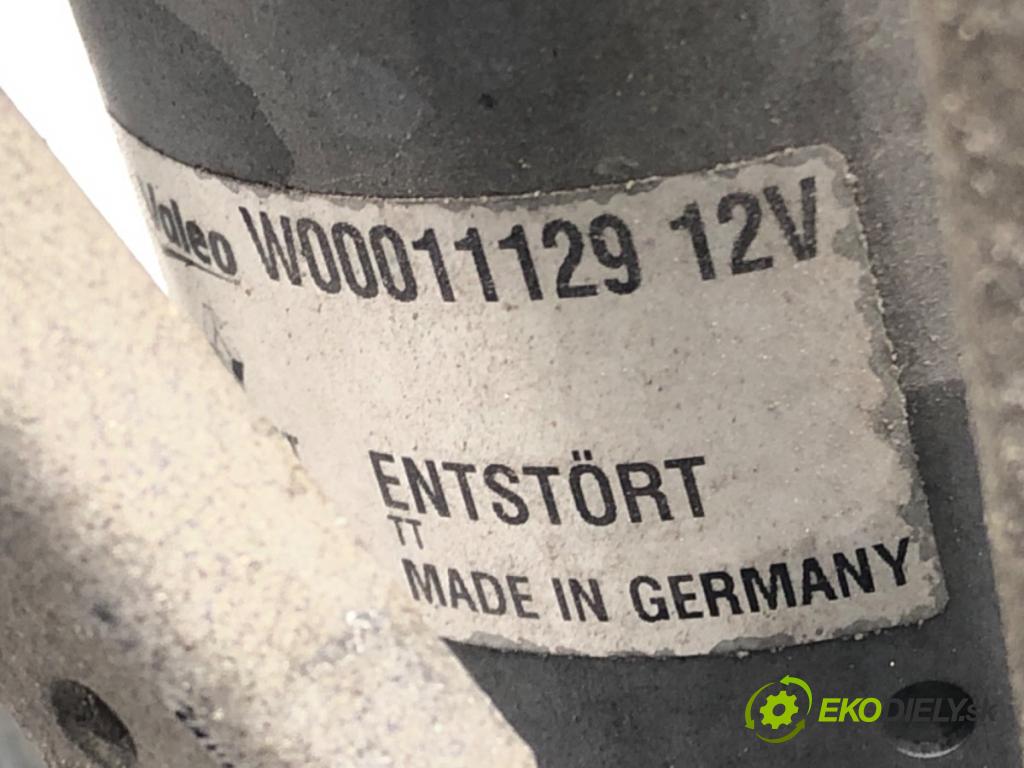 Valeo W00011129 12V
ENTSTÖRT
TT
MADE IN GERMANY
EKODIELY.sk